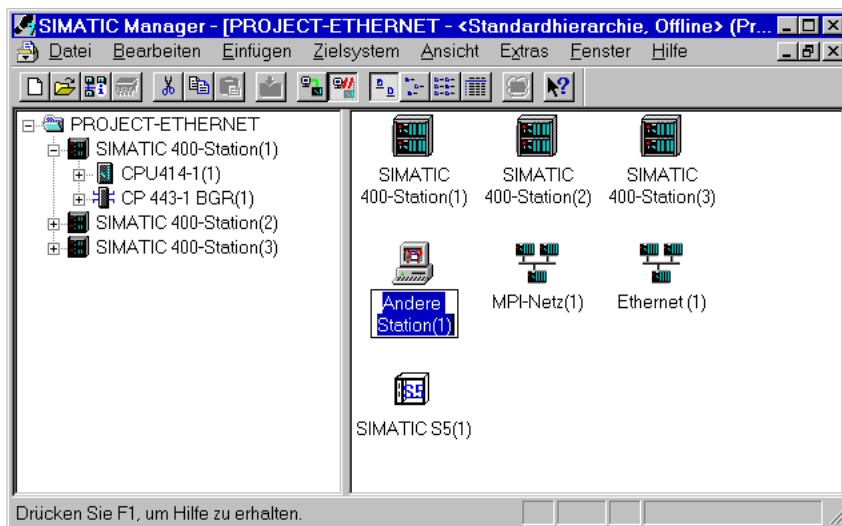 SIMATIC Manager - [PROJECT-ETHERNET - <Standardhierarchie, Offline> (Pr...
Datei Bearbeiten Einfügen Zielsystem Ansicht Extras Fenster Hilfe
PROJECT-ETHERNET
SIMATIC 400-Station(1)
CPU414-1(1)
CP 443-1 BGR(1)
SIMATIC 400-Station(2)
SIMATIC 400-Station(3)
SIMATIC
400-Station(1)
SIMATIC
400-Station(2)
SIMATIC
400-Station(3)
Andere
Station(1)
MPI-Netz(1)
Ethernet (1)
S5
SIMATIC S5(1)
Drücken Sie F1, um Hilfe zu erhalten.